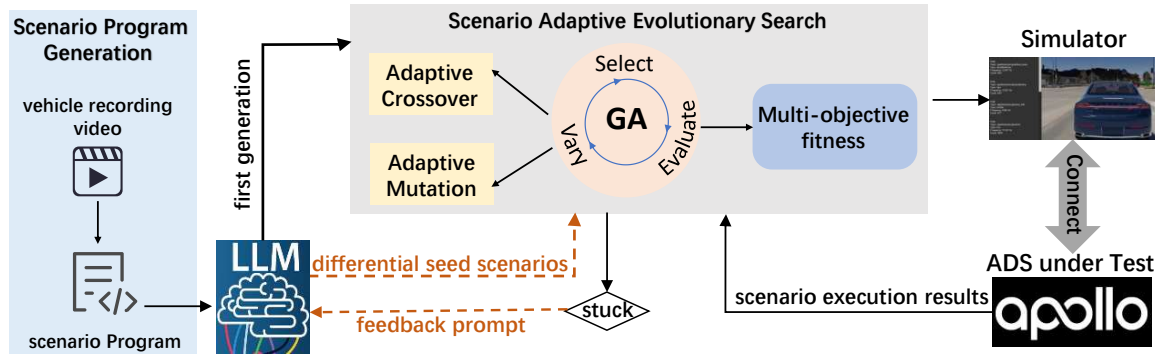 Scenario Program
Generation
vehicle recording
video
scenario Program
first generation
LLM
Scenario Adaptive Evolutionary Search
Adaptive
Crossover
Adaptive
Mutation
Select
GA
Vary
Evaluate
Multi-objective
fitness
differential seed scenarios
feedback prompt
stuck
Simulator
Connect
ADS under Test
scenario execution results
apollo